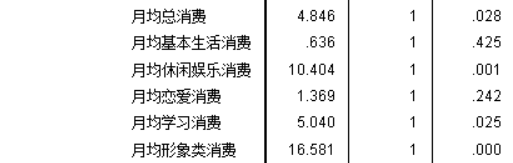 月均总消费 4.846 1 .028
月均基本生活消费 .636 1 .425
月均休闲娱乐消费 10.404 1 .001
月均恋爱消费 1.369 1 .242
月均学习消费 5.040 1 .025
月均形象类消费 16.581 1 .000